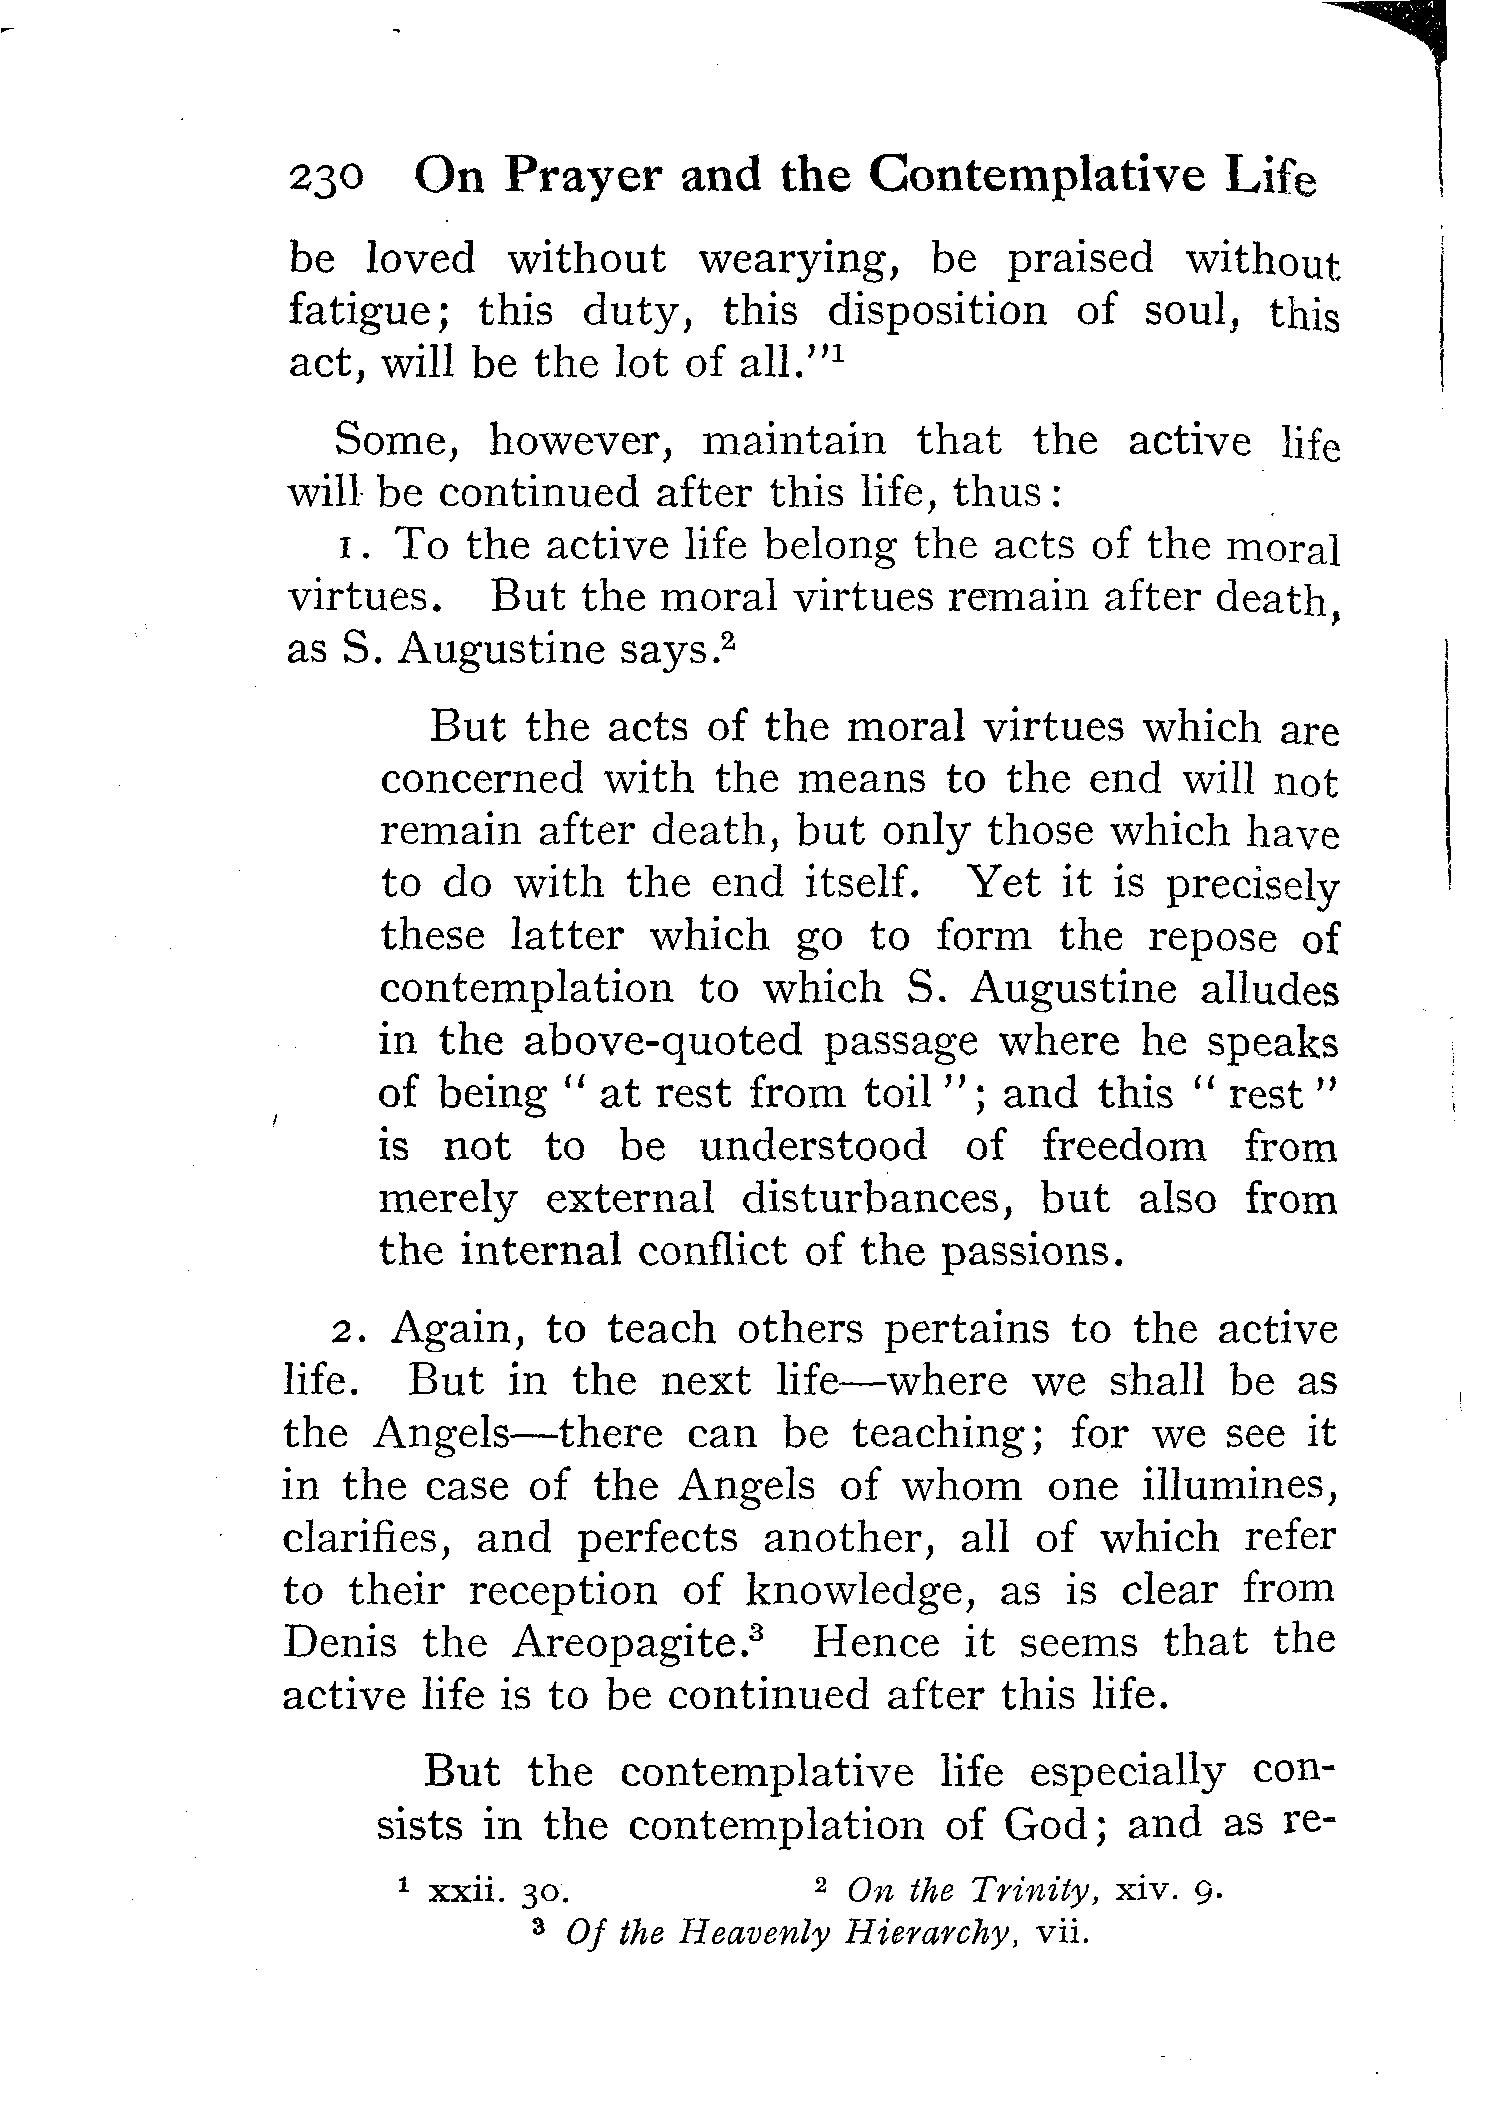 230 On Prayer and the Contemplative Life
be loved without wearying, be praised without
fatigue; this duty, this disposition of soul, this
act, will be the lot of all."¹
Some, however, maintain that the active life
will be continued after this life, thus :
1. To the active life belong the acts of the moral
virtues. But the moral virtues remain after death,
as S. Augustine says.²
But the acts of the moral virtues which are
concerned with the means to the end will not
remain after death, but only those which have
to do with the end itself. Yet it is precisely
these latter which go to form the repose of
contemplation to which S. Augustine alludes
in the above-quoted passage where he speaks
of being " at rest from toil "; and this " rest "
is not to be understood of freedom from
merely external disturbances, but also from
the internal conflict of the passions.
2. Again, to teach others pertains to the active
life. But in the next life—where we shall be as
the Angels—there can be teaching; for we see it
in the case of the Angels of whom one illumines,
clarifies, and perfects another, all of which refer
to their reception of knowledge, as is clear from
Denis the Areopagite.³ Hence it seems that the
active life is to be continued after this life.
But the contemplative life especially con-
sists in the contemplation of God; and as re-
¹ xxii. 30. ² On the Trinity, xiv. 9.
³ Of the Heavenly Hierarchy, vii.